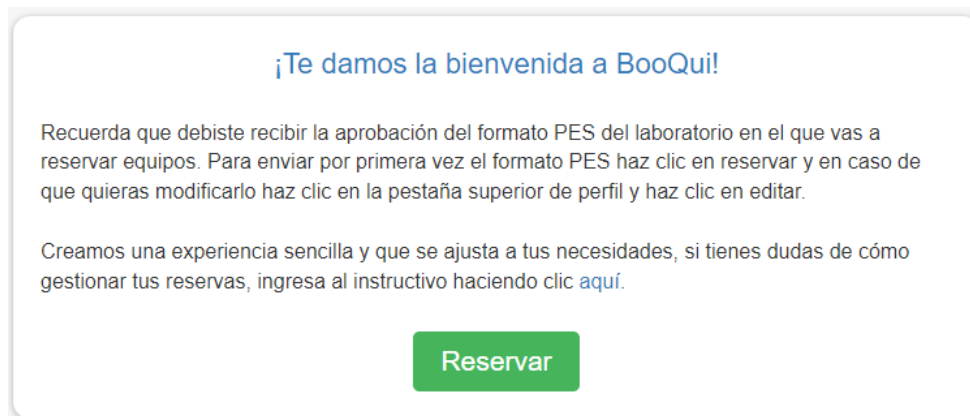 ¡Te damos la bienvenida a BooQui!
Recuerda que debiste recibir la aprobación del formato PES del laboratorio en el que vas a
reservar equipos. Para enviar por primera vez el formato PES haz clic en reservar y en caso de
que quieras modificarlo haz clic en la pestaña superior de perfil y haz clic en editar.
Creamos una experiencia sencilla y que se ajusta a tus necesidades, si tienes dudas de cómo
gestionar tus reservas, ingresa al instructivo haciendo clic aquí.
Reservar